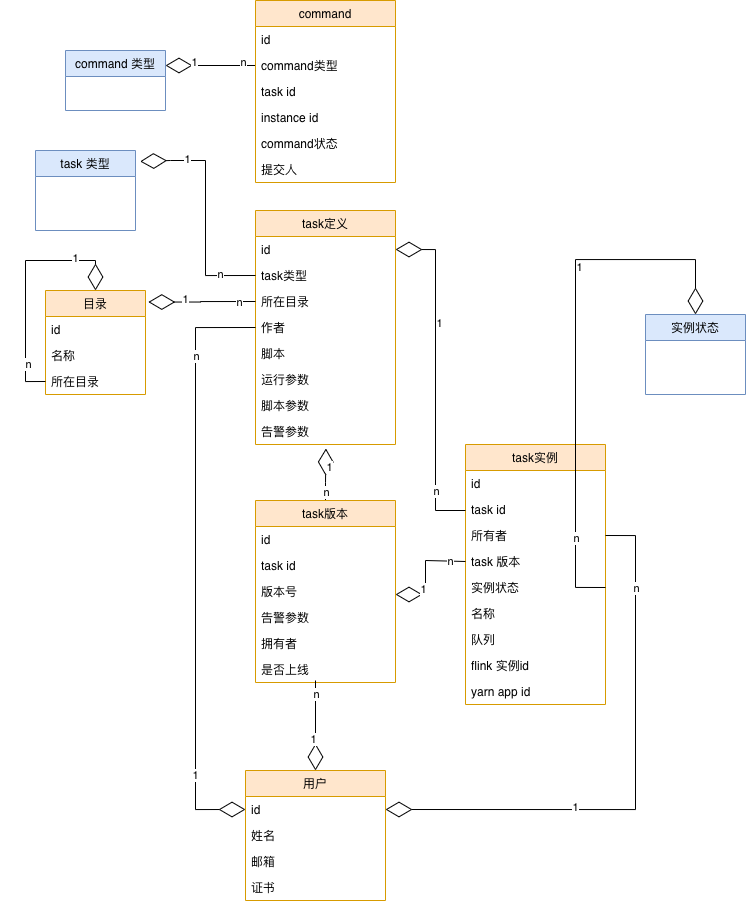 command
id
command类型
task id
instance id
command状态
提交人
command 类型
1
n
task 类型
1
n
task定义
id
task类型
所在目录
作者
脚本
运行参数
脚本参数
告警参数
目录
id
名称
所在目录
1
n
1
n
n
1
1
n
1
n
实例状态
1
n
task实例
id
task id
所有者
task 版本
实例状态
名称
队列
flink 实例id
yarn app id
task版本
id
task id
版本号
告警参数
拥有者
是否上线
1
n
n
1
n
1
用户
id
姓名
邮箱
证书